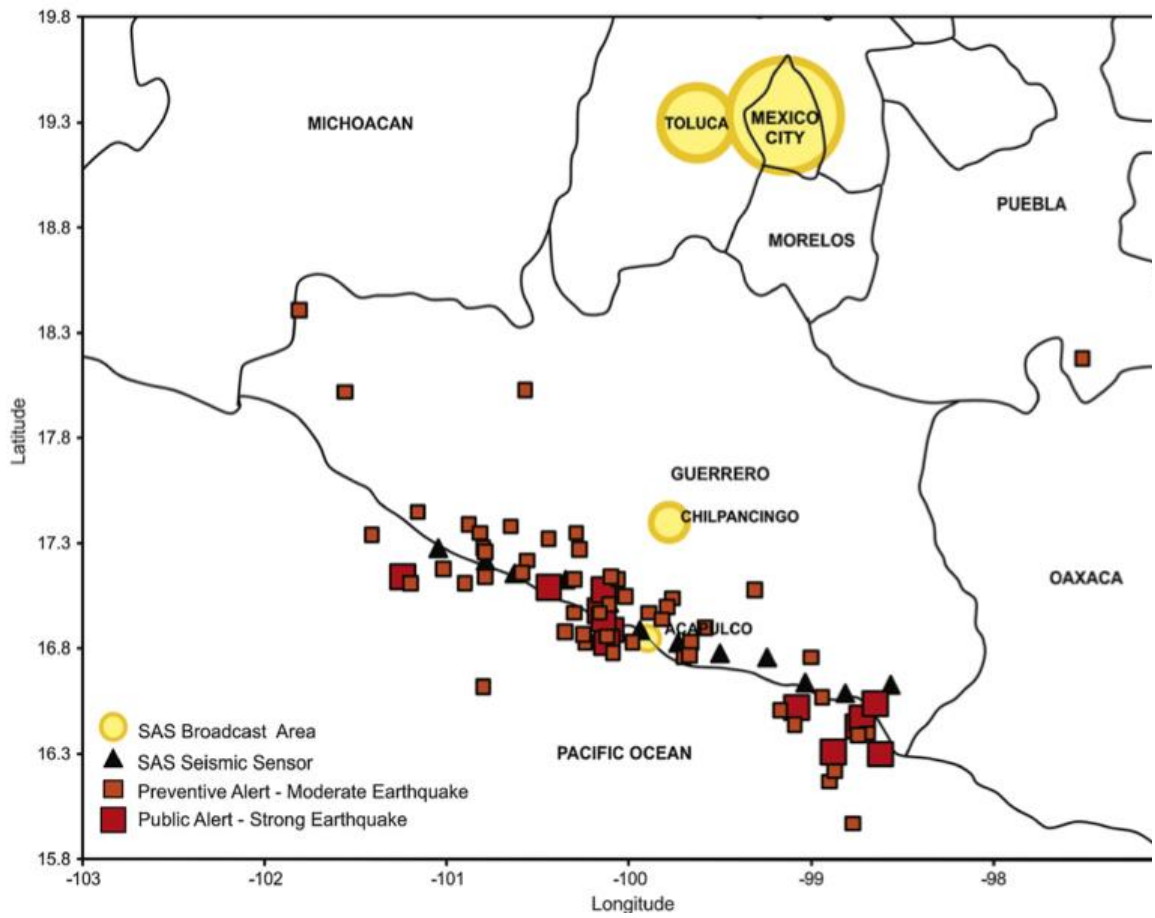 19.8
19.3
18.8
18.3
17.8
17.3
16.8
16.3
15.8
Latitude
MICHOACAN
TOLUCA
MEXICO
CITY
PUEBLA
MORELOS
GUERRERO
CHILPANCINGO
OAXACA
ACAPULCO
PACIFIC OCEAN
SAS Broadcast Area
SAS Seismic Sensor
Preventive Alert - Moderate Earthquake
Public Alert - Strong Earthquake
-103 -102 -101 -100 -99 -98
Longitude